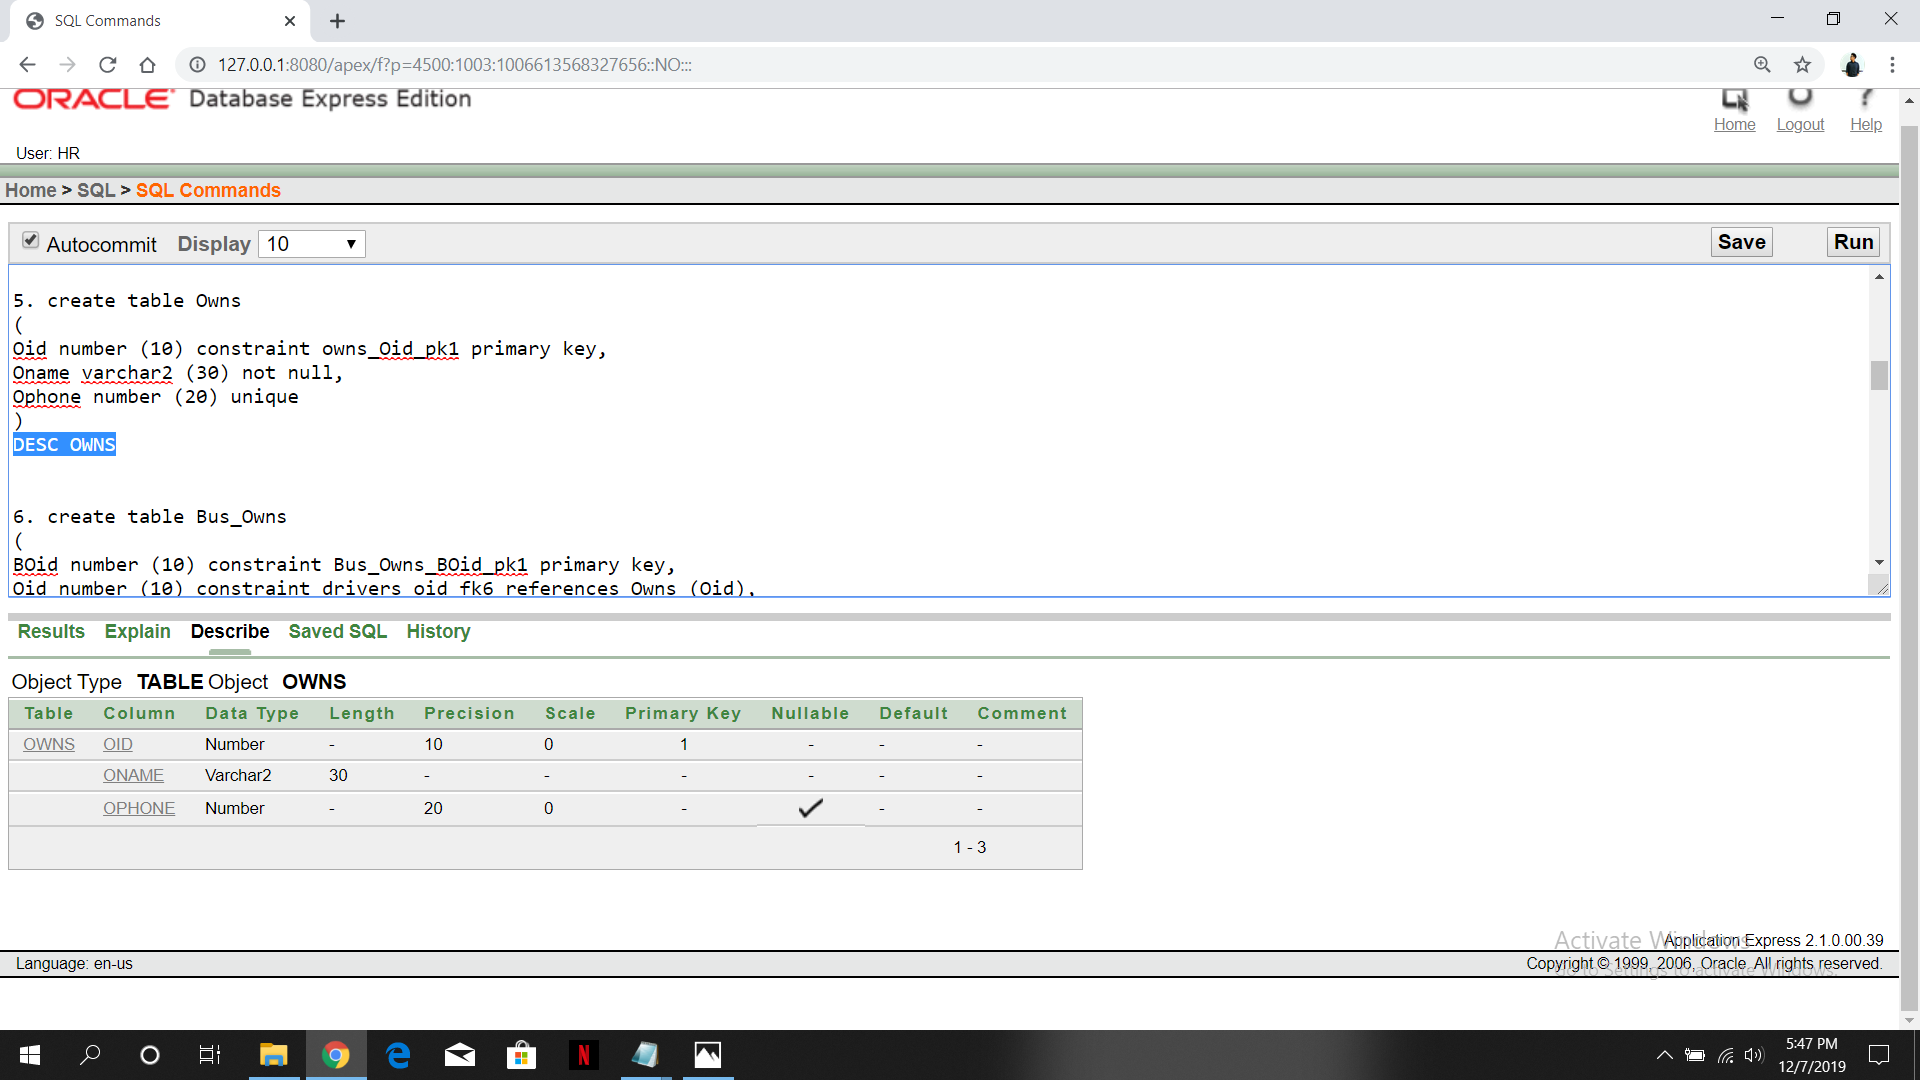 SQL Commands
127.0.0.1:8080/apex/f?p=4500:1003:1006613568327656::NO:::
ORACLE Database Express Edition
Home Logout Help
User: HR
Home > SQL > SQL Commands
Autocommit Display 10 Save Run
5. create table Owns
(
Oid number (10) constraint owns_Oid_pk1 primary key,
Oname varchar2 (30) not null,
Ophone number (20) unique
)
DESC OWNS
6. create table Bus_Owns
(
BOid number (10) constraint Bus_Owns_BOid_pk1 primary key,
Oid number (10) constraint drivers_oid_fk6 references Owns (Oid),
Results Explain Describe Saved SQL History
Object Type TABLE Object OWNS
Table Column Data Type Length Precision Scale Primary Key Nullable Default Comment
OWNS OID Number - 10 0 1 - - -
ONAME Varchar2 30 - - - - - -
OPHONE Number - 20 0 - - -
1 - 3
Activate Windows
Application Express 2.1.0.00.39
Language: en-us
Copyright © 1999, 2006, Oracle. All rights reserved.
Go to Settings to activate Windows.
N
5:47 PM
12/7/2019